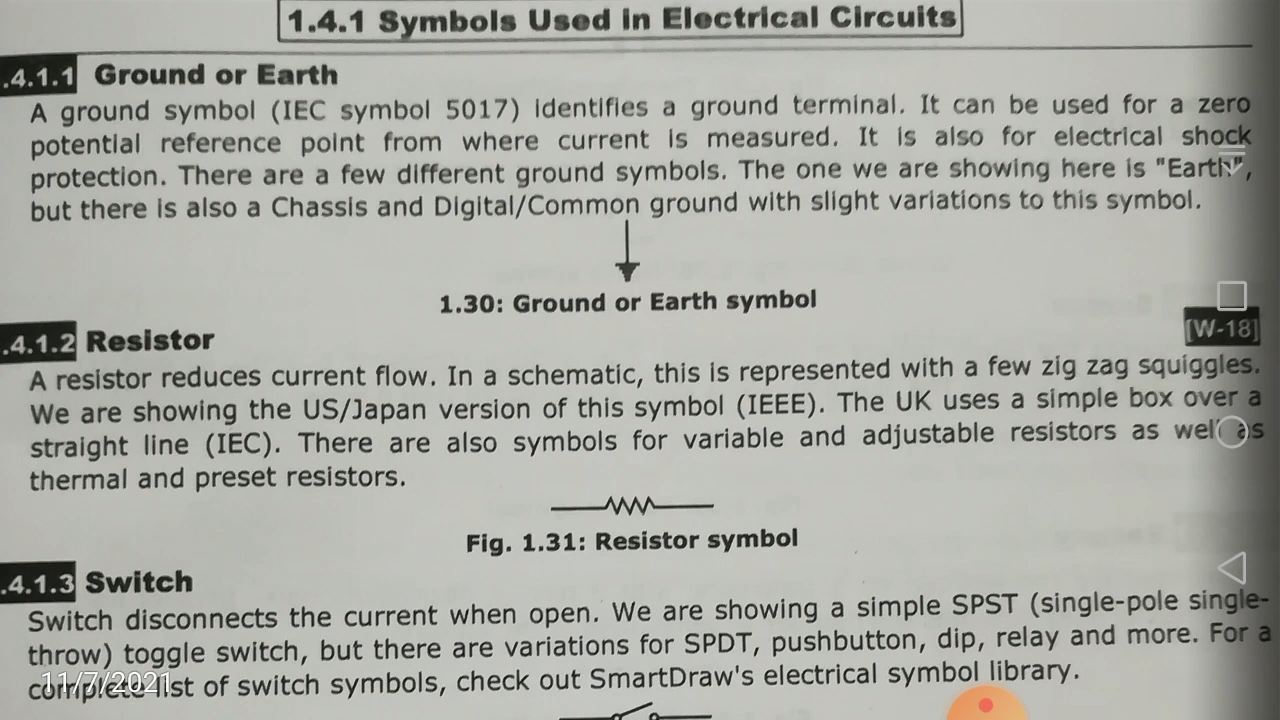 1.4.1 Symbols Used in Electrical Circuits
.4.1.1 Ground or Earth
A ground symbol (IEC symbol 5017) identifies a ground terminal. It can be used for a zero
potential reference point from where current is measured. It is also for electrical shock
protection. There are a few different ground symbols. The one we are showing here is "Earth",
but there is also a Chassis and Digital/Common ground with slight variations to this symbol.
1.30: Ground or Earth symbol
.4.1.2 Resistor
[W-18]
A resistor reduces current flow. In a schematic, this is represented with a few zig zag squiggles.
We are showing the US/Japan version of this symbol (IEEE). The UK uses a simple box over a
straight line (IEC). There are also symbols for variable and adjustable resistors as well as
thermal and preset resistors.
Fig. 1.31: Resistor symbol
.4.1.3 Switch
Switch disconnects the current when open. We are showing a simple SPST (single-pole single-
throw) toggle switch, but there are variations for SPDT, pushbutton, dip, relay and more. For a
complete list of switch symbols, check out SmartDraw's electrical symbol library.
11/7/2021